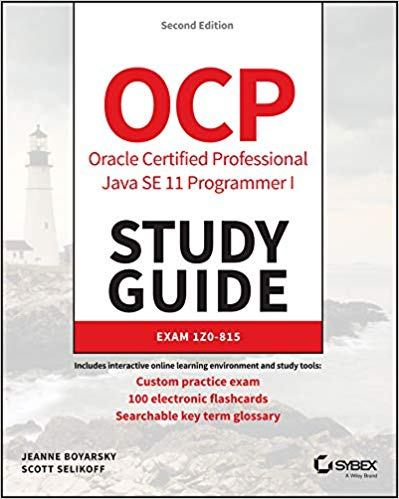 Second Edition
OCP
Oracle Certified Professional
Java SE 11 Programmer I
STUDY
GUIDE
EXAM 1Z0-815
Includes interactive online learning environment and study tools:
Custom practice exam
100 electronic flashcards
Searchable key term glossary
JEANNE BOYARSKY
SCOTT SELIKOFF
SYBEX
A Wiley Brand